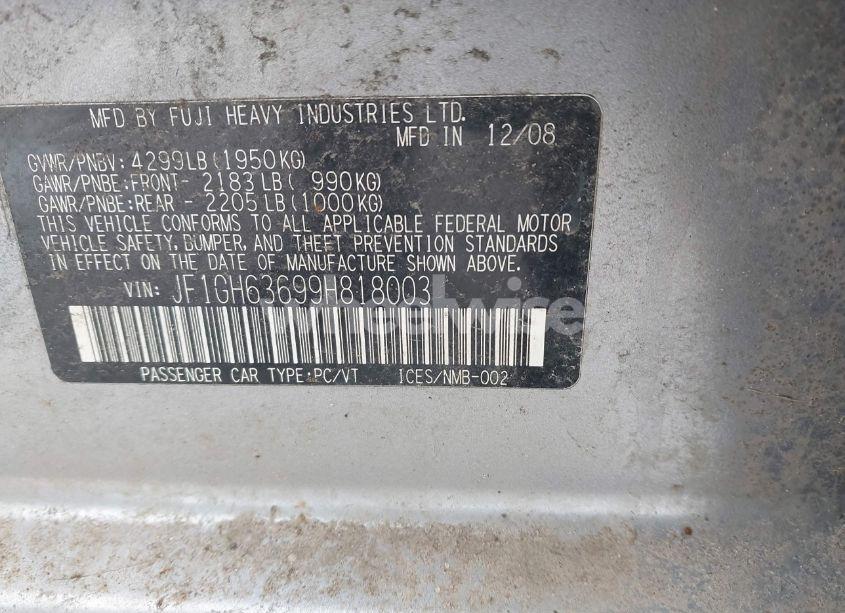 MFD BY FUJI HEAVY INDUSTRIES LTD.
MFD IN 12/08
GVWR/PNBV: 4299LB (1950KG)
GAWR/PNBE:FRONT- 2183 LB ( 990KG)
GAWR/PNBE:REAR - 2205 LB (1000KG)
THIS VEHICLE CONFORMS TO ALL APPLICABLE FEDERAL MOTOR
VEHICLE SAFETY, BUMPER, AND THEFT PREVENTION STANDARDS
IN EFFECT ON THE DATE OF MANUFACTURE SHOWN ABOVE.
VIN: JF1GH63699H818003
wheelwise
PASSENGER CAR TYPE:PC/VT ICES/NMB-002